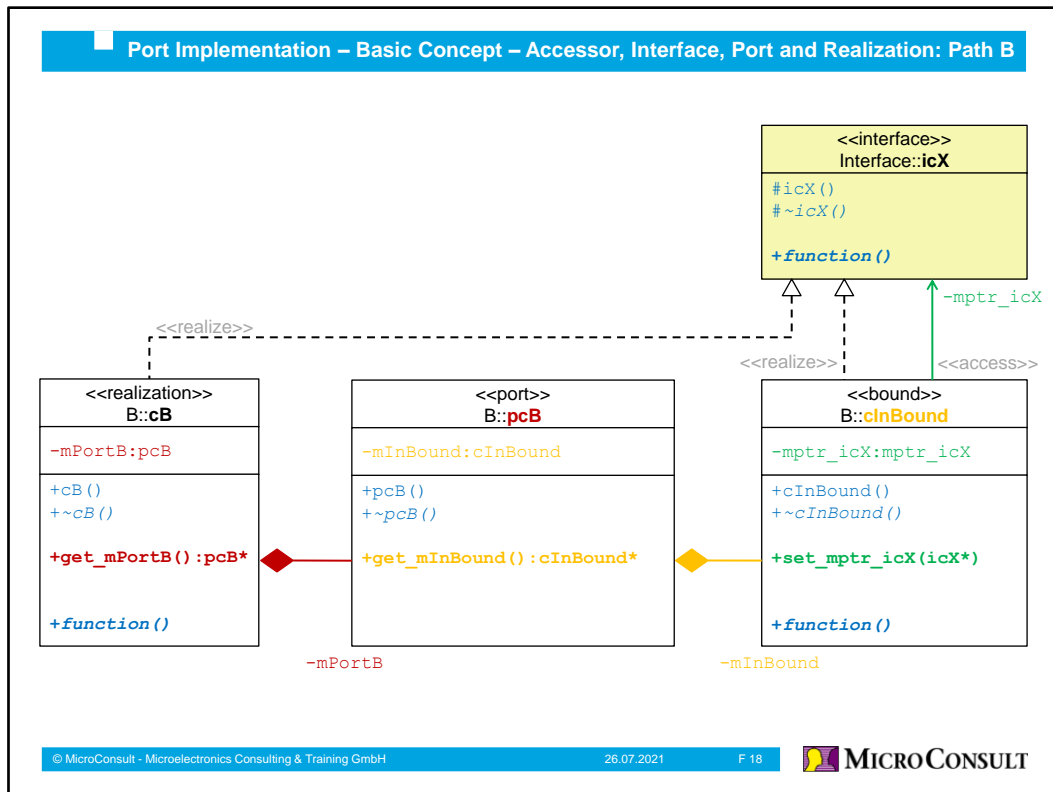 Port Implementation – Basic Concept – Accessor, Interface, Port and Realization: Path B
<<interface>>
Interface::icX
#icX()
#~icX()
+function()
-mptr_icX
<<realize>>
<<realize>>
<<access>>
<<realization>>
B::cB
-mPortB:pcB
+cB()
+~cB()
+get_mPortB():pcB*
+function()
<<port>>
B::pcB
-mInBound:cInBound
+pcB()
+~pcB()
+get_mInBound():cInBound*
<<bound>>
B::cInBound
-mptr_icX:mptr_icX
+cInBound()
+~cInBound()
+set_mptr_icX(icX*)
+function()
-mPortB
-mInBound
© MicroConsult - Microelectronics Consulting & Training GmbH
26.07.2021
F 18
MICROCONSULT